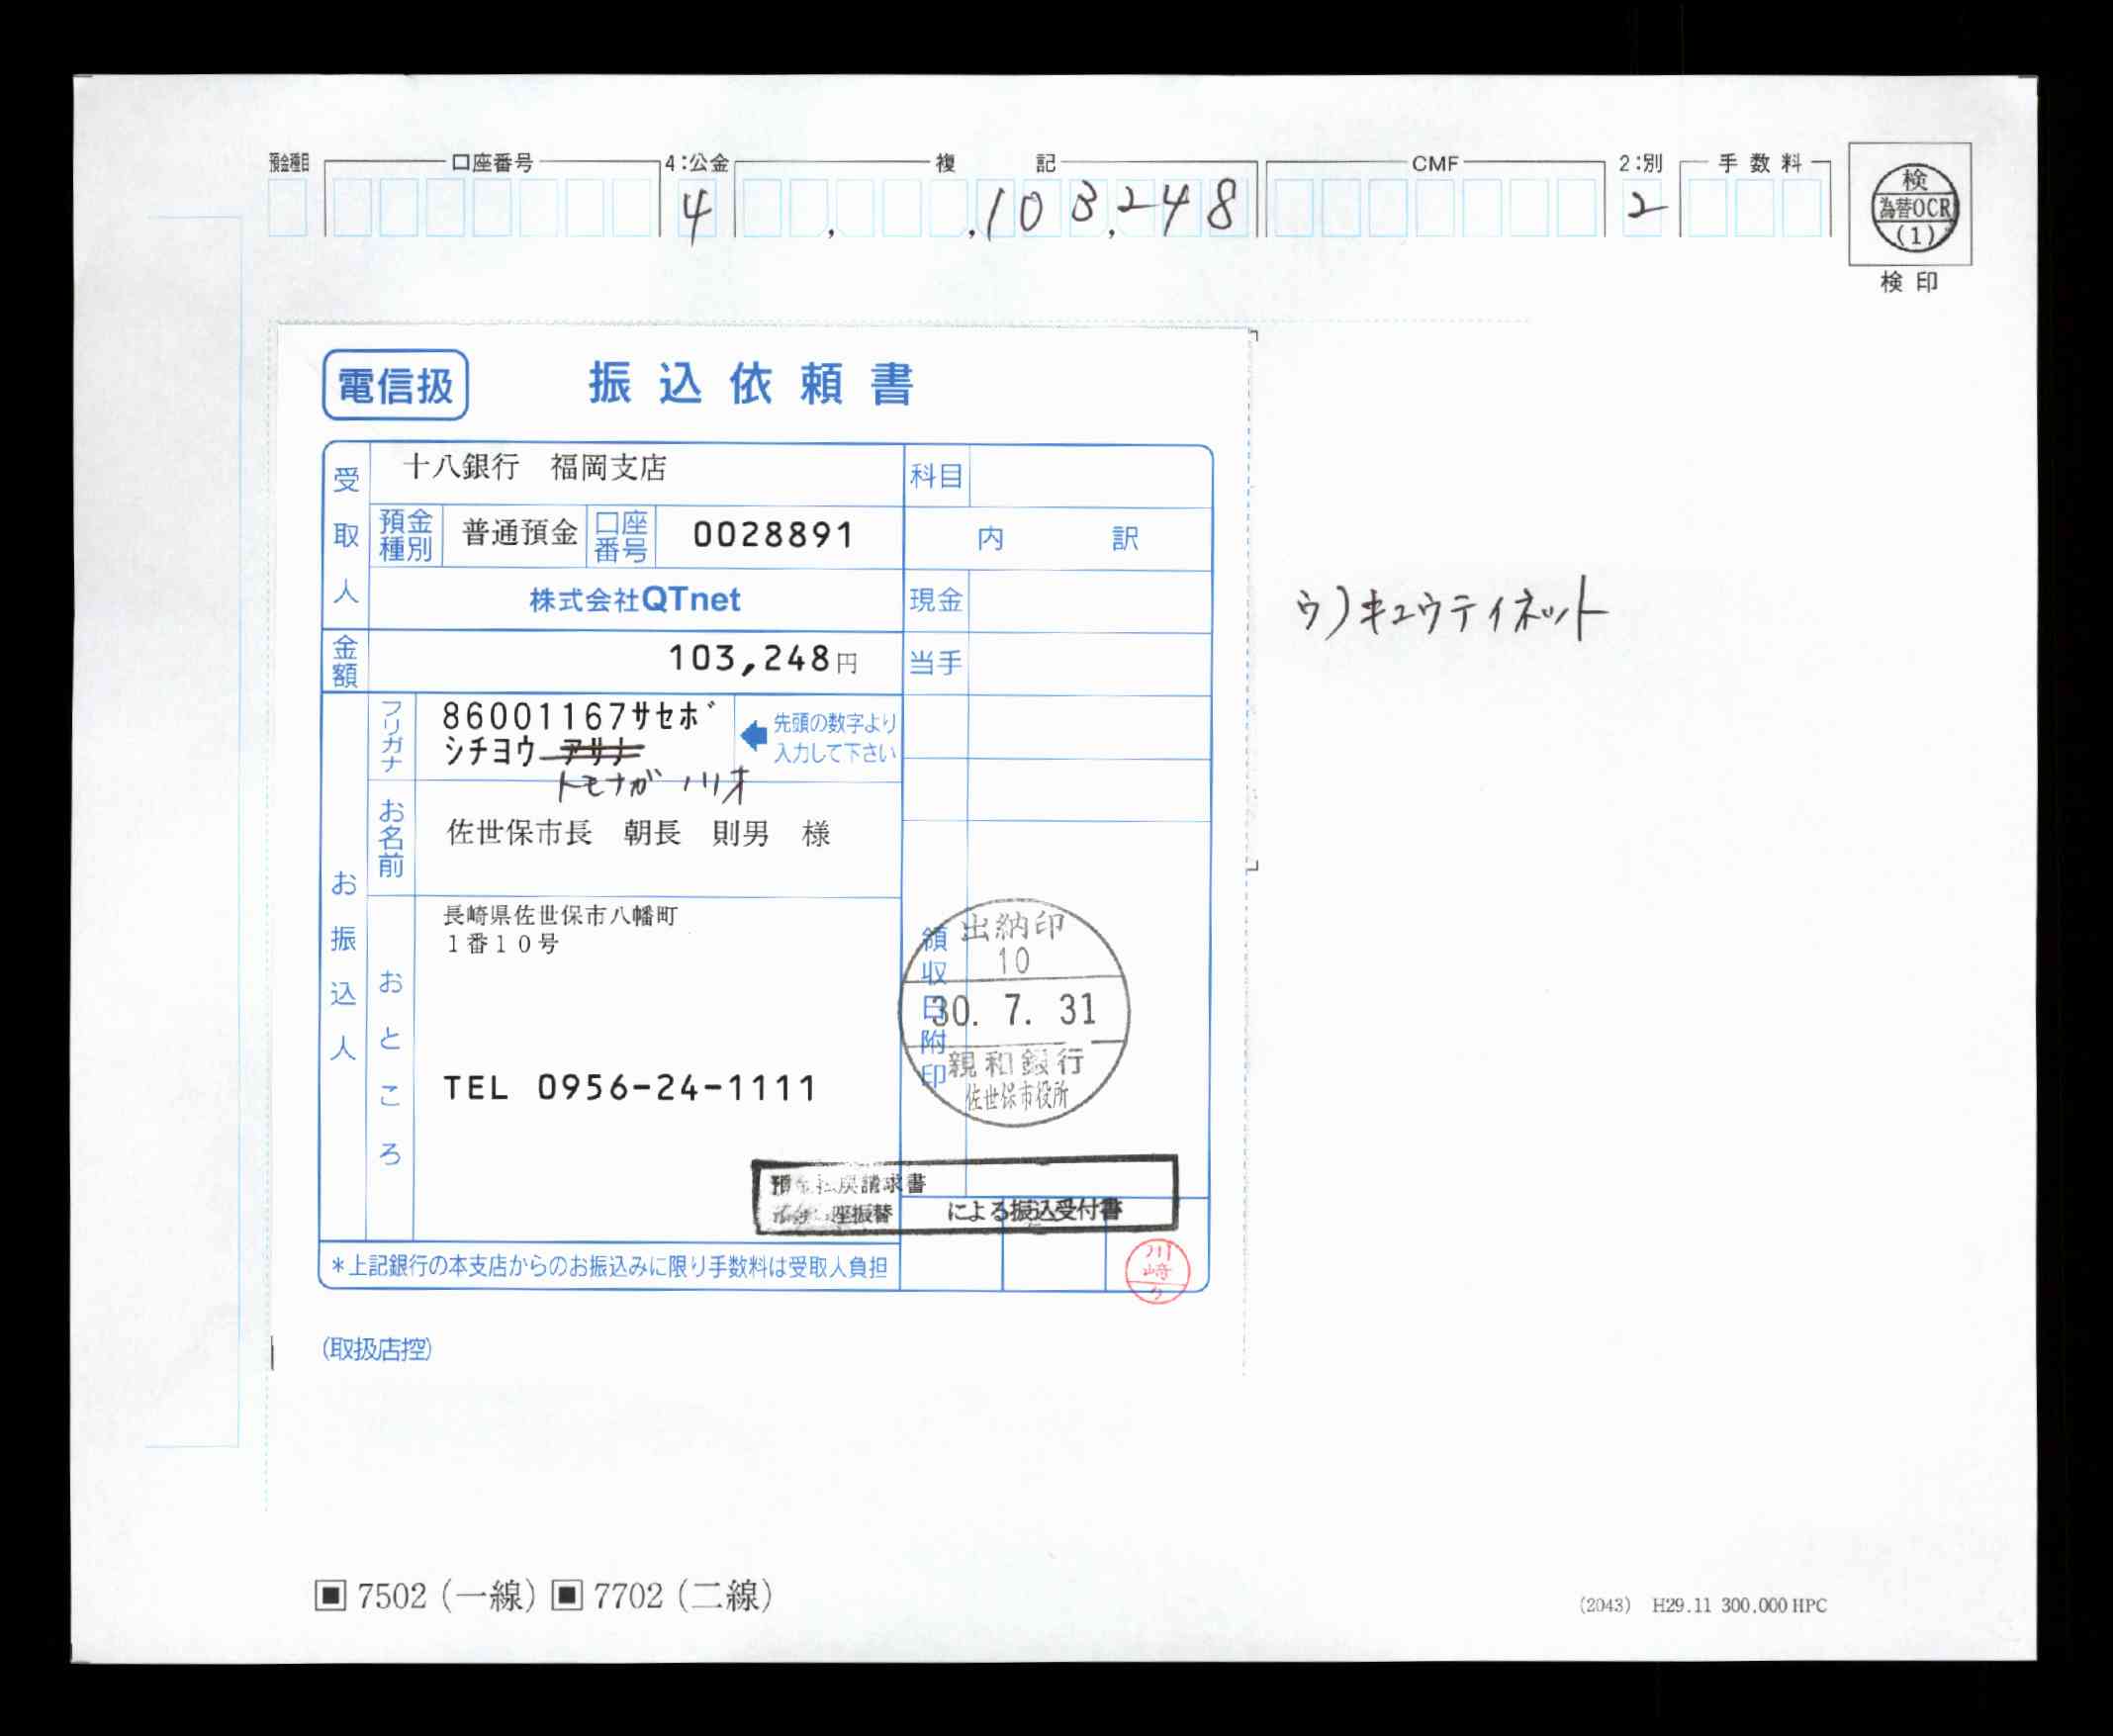 預金種目 口座番号 4:公金 複 記 CMF 2:別 手数料
4 103,248 2
検
為替OCR
(1)
検印
電信扱 振込依頼書
受取人 十八銀行 福岡支店 科目
預金種別 普通預金 口座番号 0028891 内 訳
株式会社QTnet 現金
ウ)キュウティネット
金額 103,248円 当手
フリガナ 86001167サセボ
シチヨウ アサナ
トモナガ ノリオ
先頭の数字より
入力して下さい
お振込人
お名前 佐世保市長 朝長 則男 様
おところ 長崎県佐世保市八幡町
1番10号
TEL 0956-24-1111
領収日附印
出納印
10
30. 7. 31
親和銀行
佐世保市役所
請求書
座振替 による振込受付書
川崎
*上記銀行の本支店からのお振込みに限り手数料は受取人負担
(取扱店控)
▣ 7502(一線) ▣ 7702(二線)
(2043) H29.11 300,000 HPC